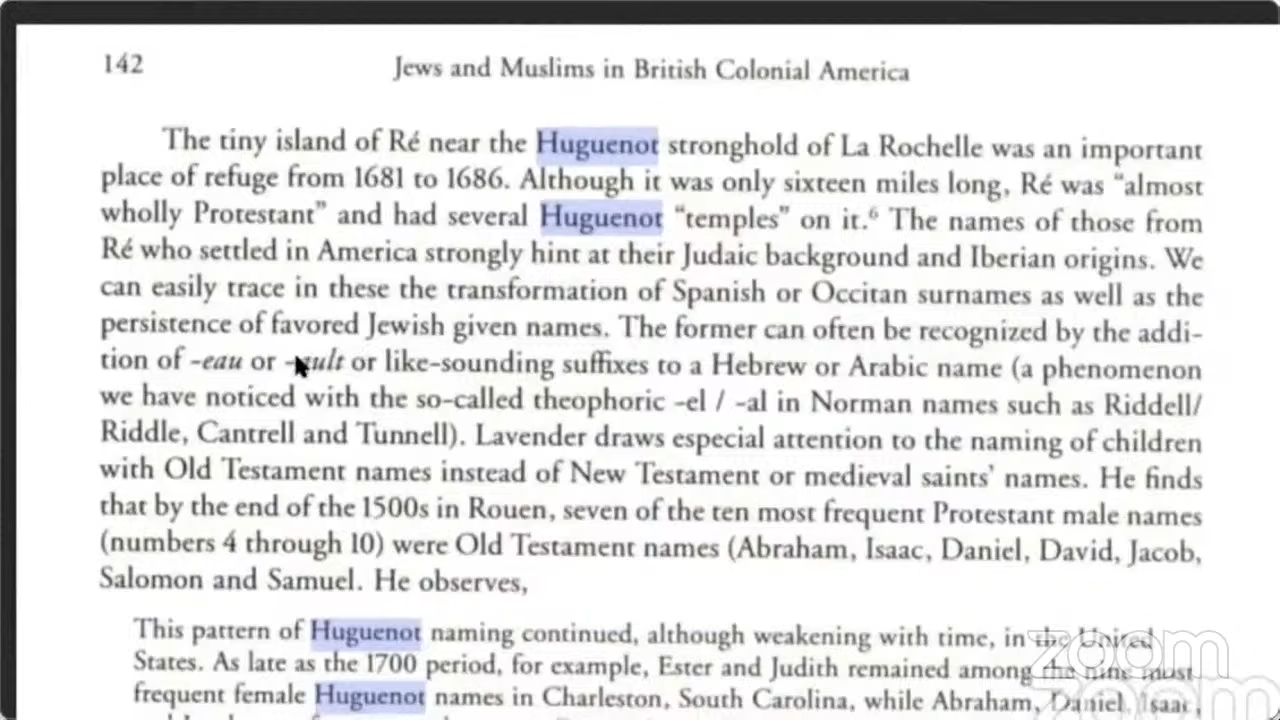 142
Jews and Muslims in British Colonial America
The tiny island of Ré near the Huguenot stronghold of La Rochelle was an important
place of refuge from 1681 to 1686. Although it was only sixteen miles long, Ré was “almost
wholly Protestant” and had several Huguenot “temples” on it.⁶ The names of those from
Ré who settled in America strongly hint at their Judaic background and Iberian origins. We
can easily trace in these the transformation of Spanish or Occitan surnames as well as the
persistence of favored Jewish given names. The former can often be recognized by the addi-
tion of -eau or or like-sounding suffixes to a Hebrew or Arabic name (a phenomenon
we have noticed with the so-called theophoric -el / -al in Norman names such as Riddell/
Riddle, Cantrell and Tunnell). Lavender draws especial attention to the naming of children
with Old Testament names instead of New Testament or medieval saints’ names. He finds
that by the end of the 1500s in Rouen, seven of the ten most frequent Protestant male names
(numbers 4 through 10) were Old Testament names (Abraham, Isaac, Daniel, David, Jacob,
Salomon and Samuel. He observes,
This pattern of Huguenot naming continued, although weakening with time, in the United
States. As late as the 1700 period, for example, Ester and Judith remained among the nine most
frequent female Huguenot names in Charleston, South Carolina, while Abraham, Daniel, Isaac,
zoom
zoom